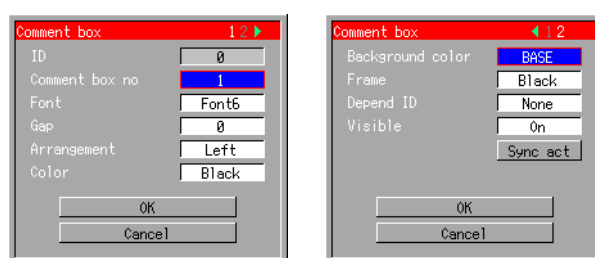 Comment box 1 2
ID 0
Comment box no 1
Font Font6
Gap 0
Arrangement Left
Color Black
OK
Cancel
Comment box 1 2
Background color BASE
Frame Black
Depend ID None
Visible On
Sync act
OK
Cancel